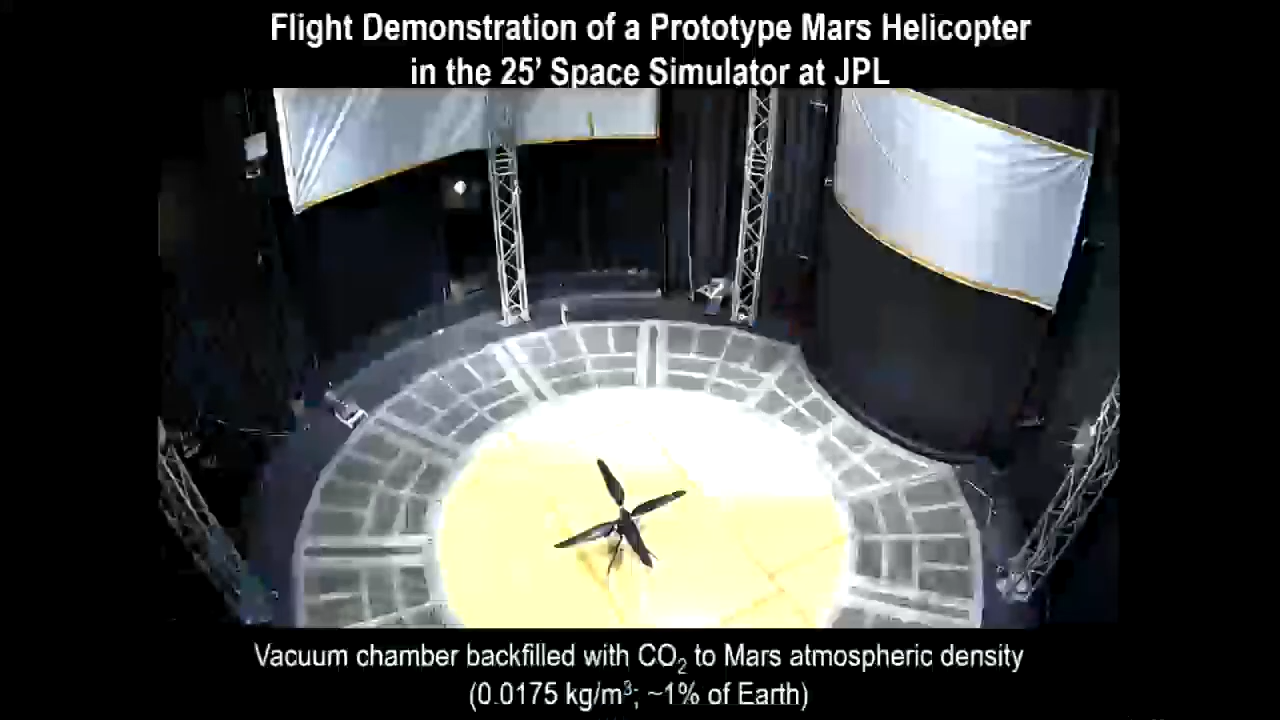 Flight Demonstration of a Prototype Mars Helicopter
in the 25’ Space Simulator at JPL
Vacuum chamber backfilled with CO₂ to Mars atmospheric density
(0.0175 kg/m³; ~1% of Earth)